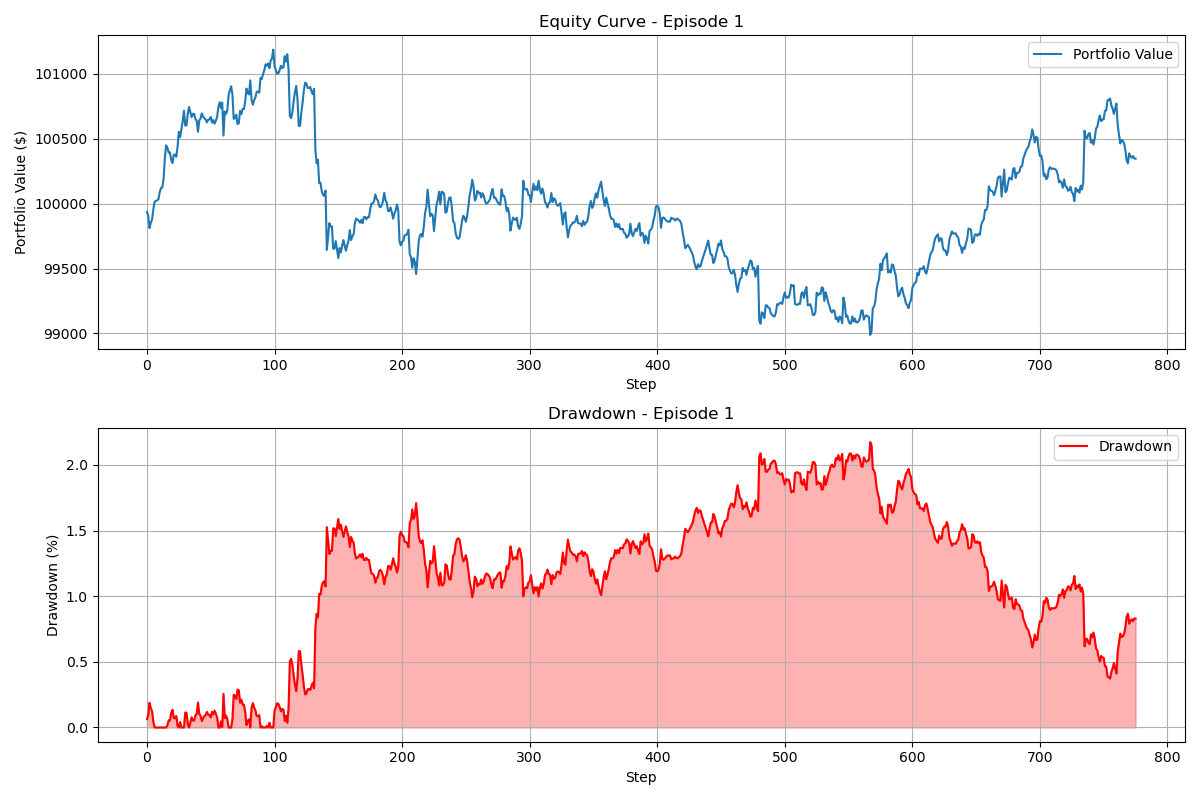 Equity Curve - Episode 1
Portfolio Value ($)
101000
100500
100000
99500
99000
Portfolio Value
0 100 200 300 400 500 600 700 800
Step
Drawdown - Episode 1
Drawdown (%)
2.0
1.5
1.0
0.5
0.0
Drawdown
0 100 200 300 400 500 600 700 800
Step